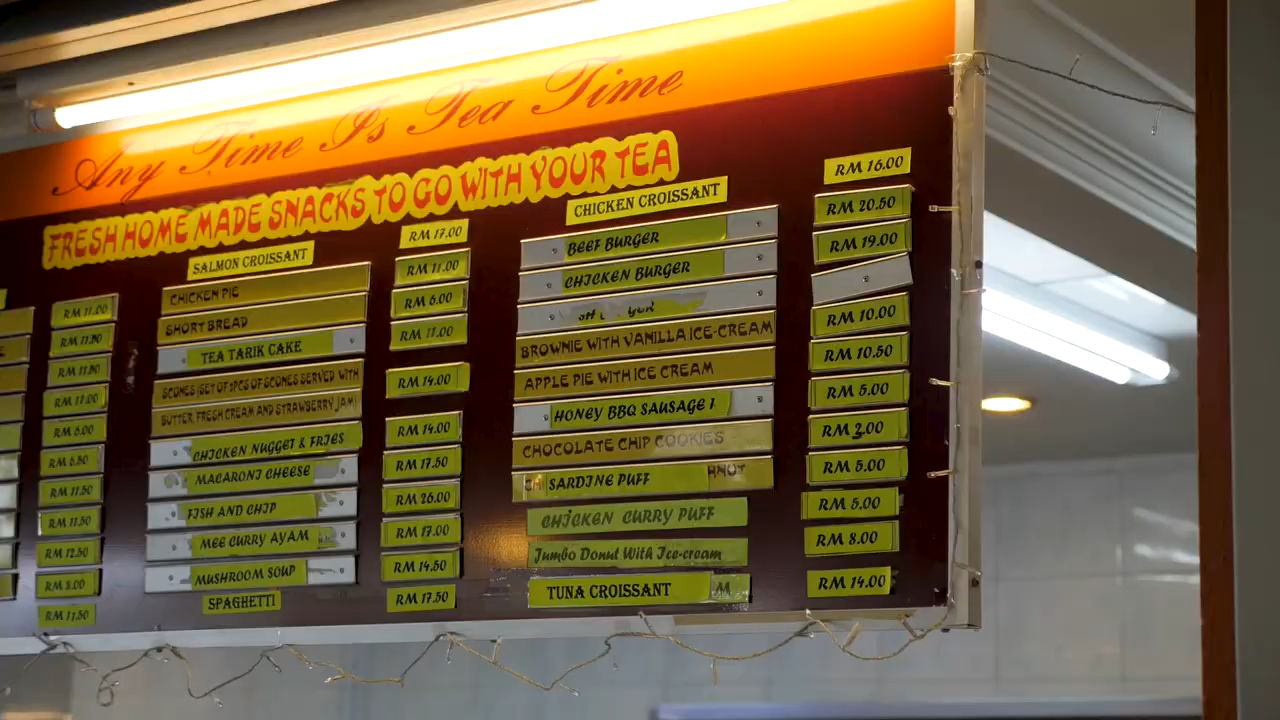 Any Time Is Tea Time
FRESH HOME MADE SNACKS TO GO WITH YOUR TEA
RM 11.00
RM 11.80
RM 11.80
RM 17.00
RM 6.00
RM 6.50
RM 11.50
RM 11.50
RM 12.50
RM 8.00
RM 17.50
SALMON CROISSANT RM 17.00
CHICKEN PIE RM 11.00
SHORT BREAD RM 6.00
TEA TARIK CAKE RM 11.00
SCONES (SET OF 2PCS OF SCONES SERVED WITH RM 14.00
BUTTER FRESH CREAM AND STRAWBERRY JAM)
CHICKEN NUGGET & FRIES RM 14.00
MACARONI CHEESE RM 17.50
FISH AND CHIP RM 26.00
MEE CURRY AYAM RM 17.00
MUSHROOM SOUP RM 14.50
SPAGHETTI RM 17.50
CHICKEN CROISSANT RM 16.00
BEEF BURGER RM 20.50
CHICKEN BURGER RM 19.00
BROWNIE WITH VANILLA ICE-CREAM RM 10.00
APPLE PIE WITH ICE CREAM RM 10.50
HONEY BBQ SAUSAGE 1 RM 5.00
CHOCOLATE CHIP COOKIES RM 2.00
SARDINE PUFF RM 5.00
CHICKEN CURRY PUFF RM 5.00
Jumbo Donut With Ice-cream RM 8.00
TUNA CROISSANT RM 14.00